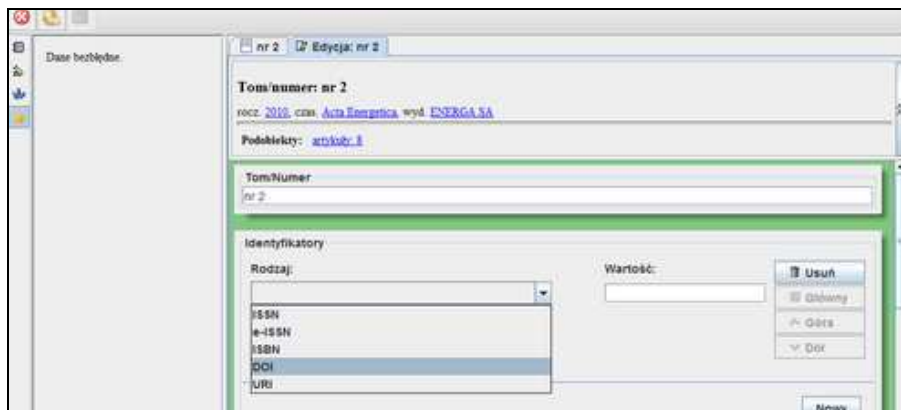 nr 2 Edycja: nr 2
Dane bezbłędne.
Tom/numer: nr 2
rocz. 2010, czas. Acta Energetica, wyd. ENERGA SA
Podobiekty: artykuły: 8
Tom/Numer
nr 2
Identyfikatory
Rodzaj: Wartość:
Usuń
Główny
Góra
Dół
ISSN
e-ISSN
ISBN
DOI
URI
Nowy